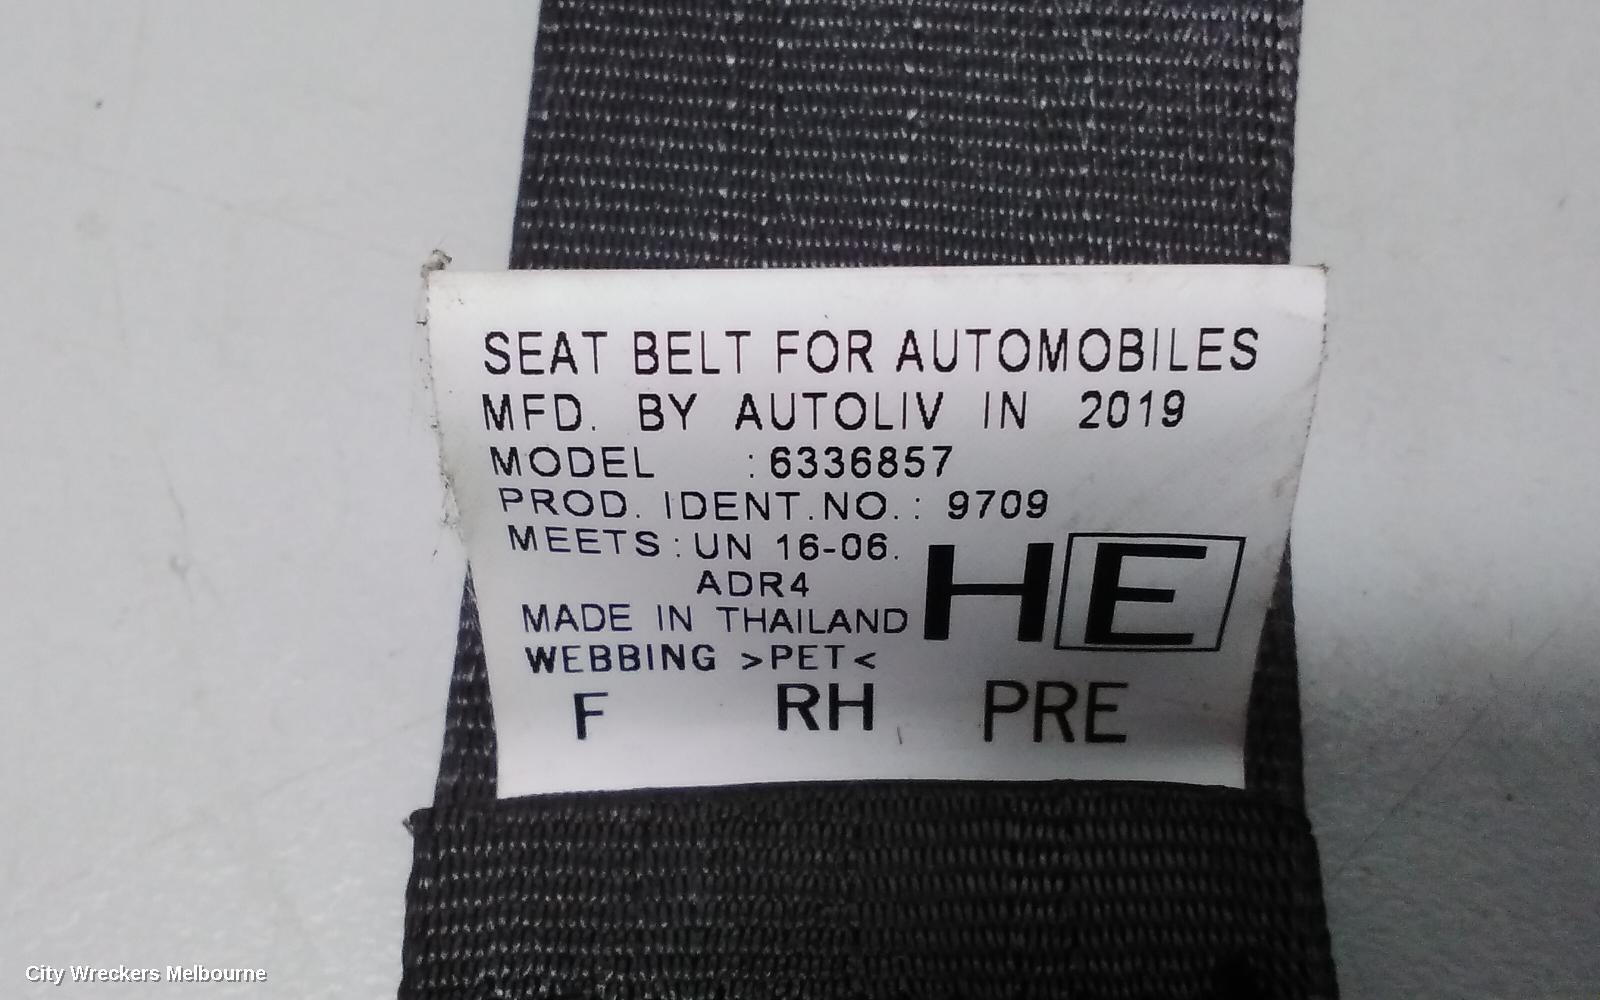 SEAT BELT FOR AUTOMOBILES
MFD. BY AUTOLIV IN 2019
MODEL :6336857
PROD. IDENT.NO.: 9709
MEETS:UN 16-06.
ADR4
HE
MADE IN THAILAND
WEBBING >PET<
F RH PRE
City Wreckers Melbourne